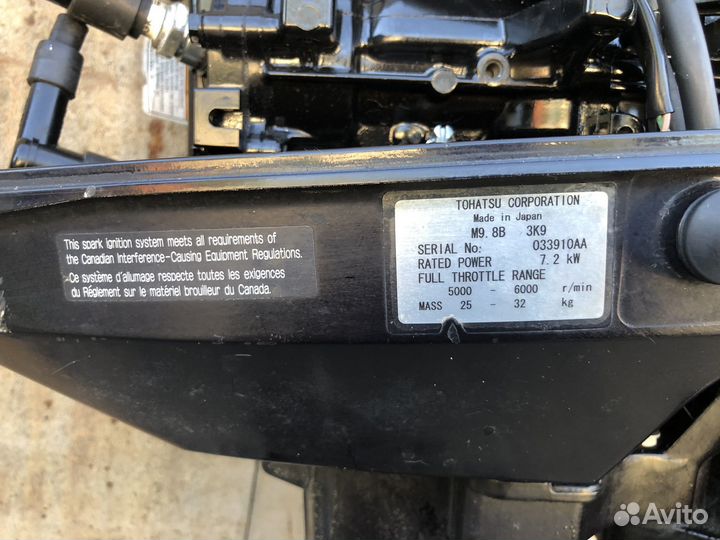 This spark ignition system meets all requirements of
the Canadian Interference-Causing Equipment Regulations.
Ce système d'allumage respecte toutes les exigences
du Réglement sur le matériel brouilleur du Canada.
TOHATSU CORPORATION
Made in Japan
M9.8B 3K9
SERIAL No: 033910AA
RATED POWER 7.2 kW
FULL THROTTLE RANGE
5000 - 6000 r/min
MASS 25 - 32 kg
Avito